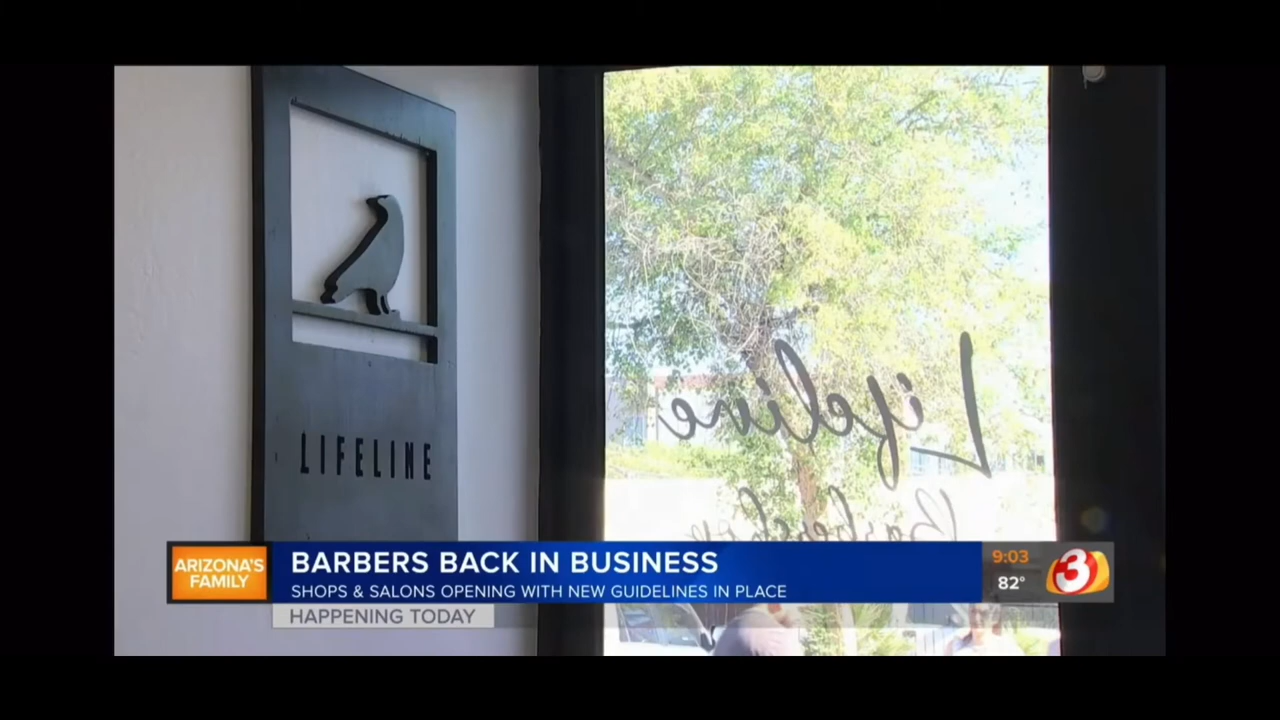 LIFELINE
Lifeline
Barbershop
ARIZONA'S
FAMILY
BARBERS BACK IN BUSINESS
SHOPS & SALONS OPENING WITH NEW GUIDELINES IN PLACE
HAPPENING TODAY
9:03
82°
3